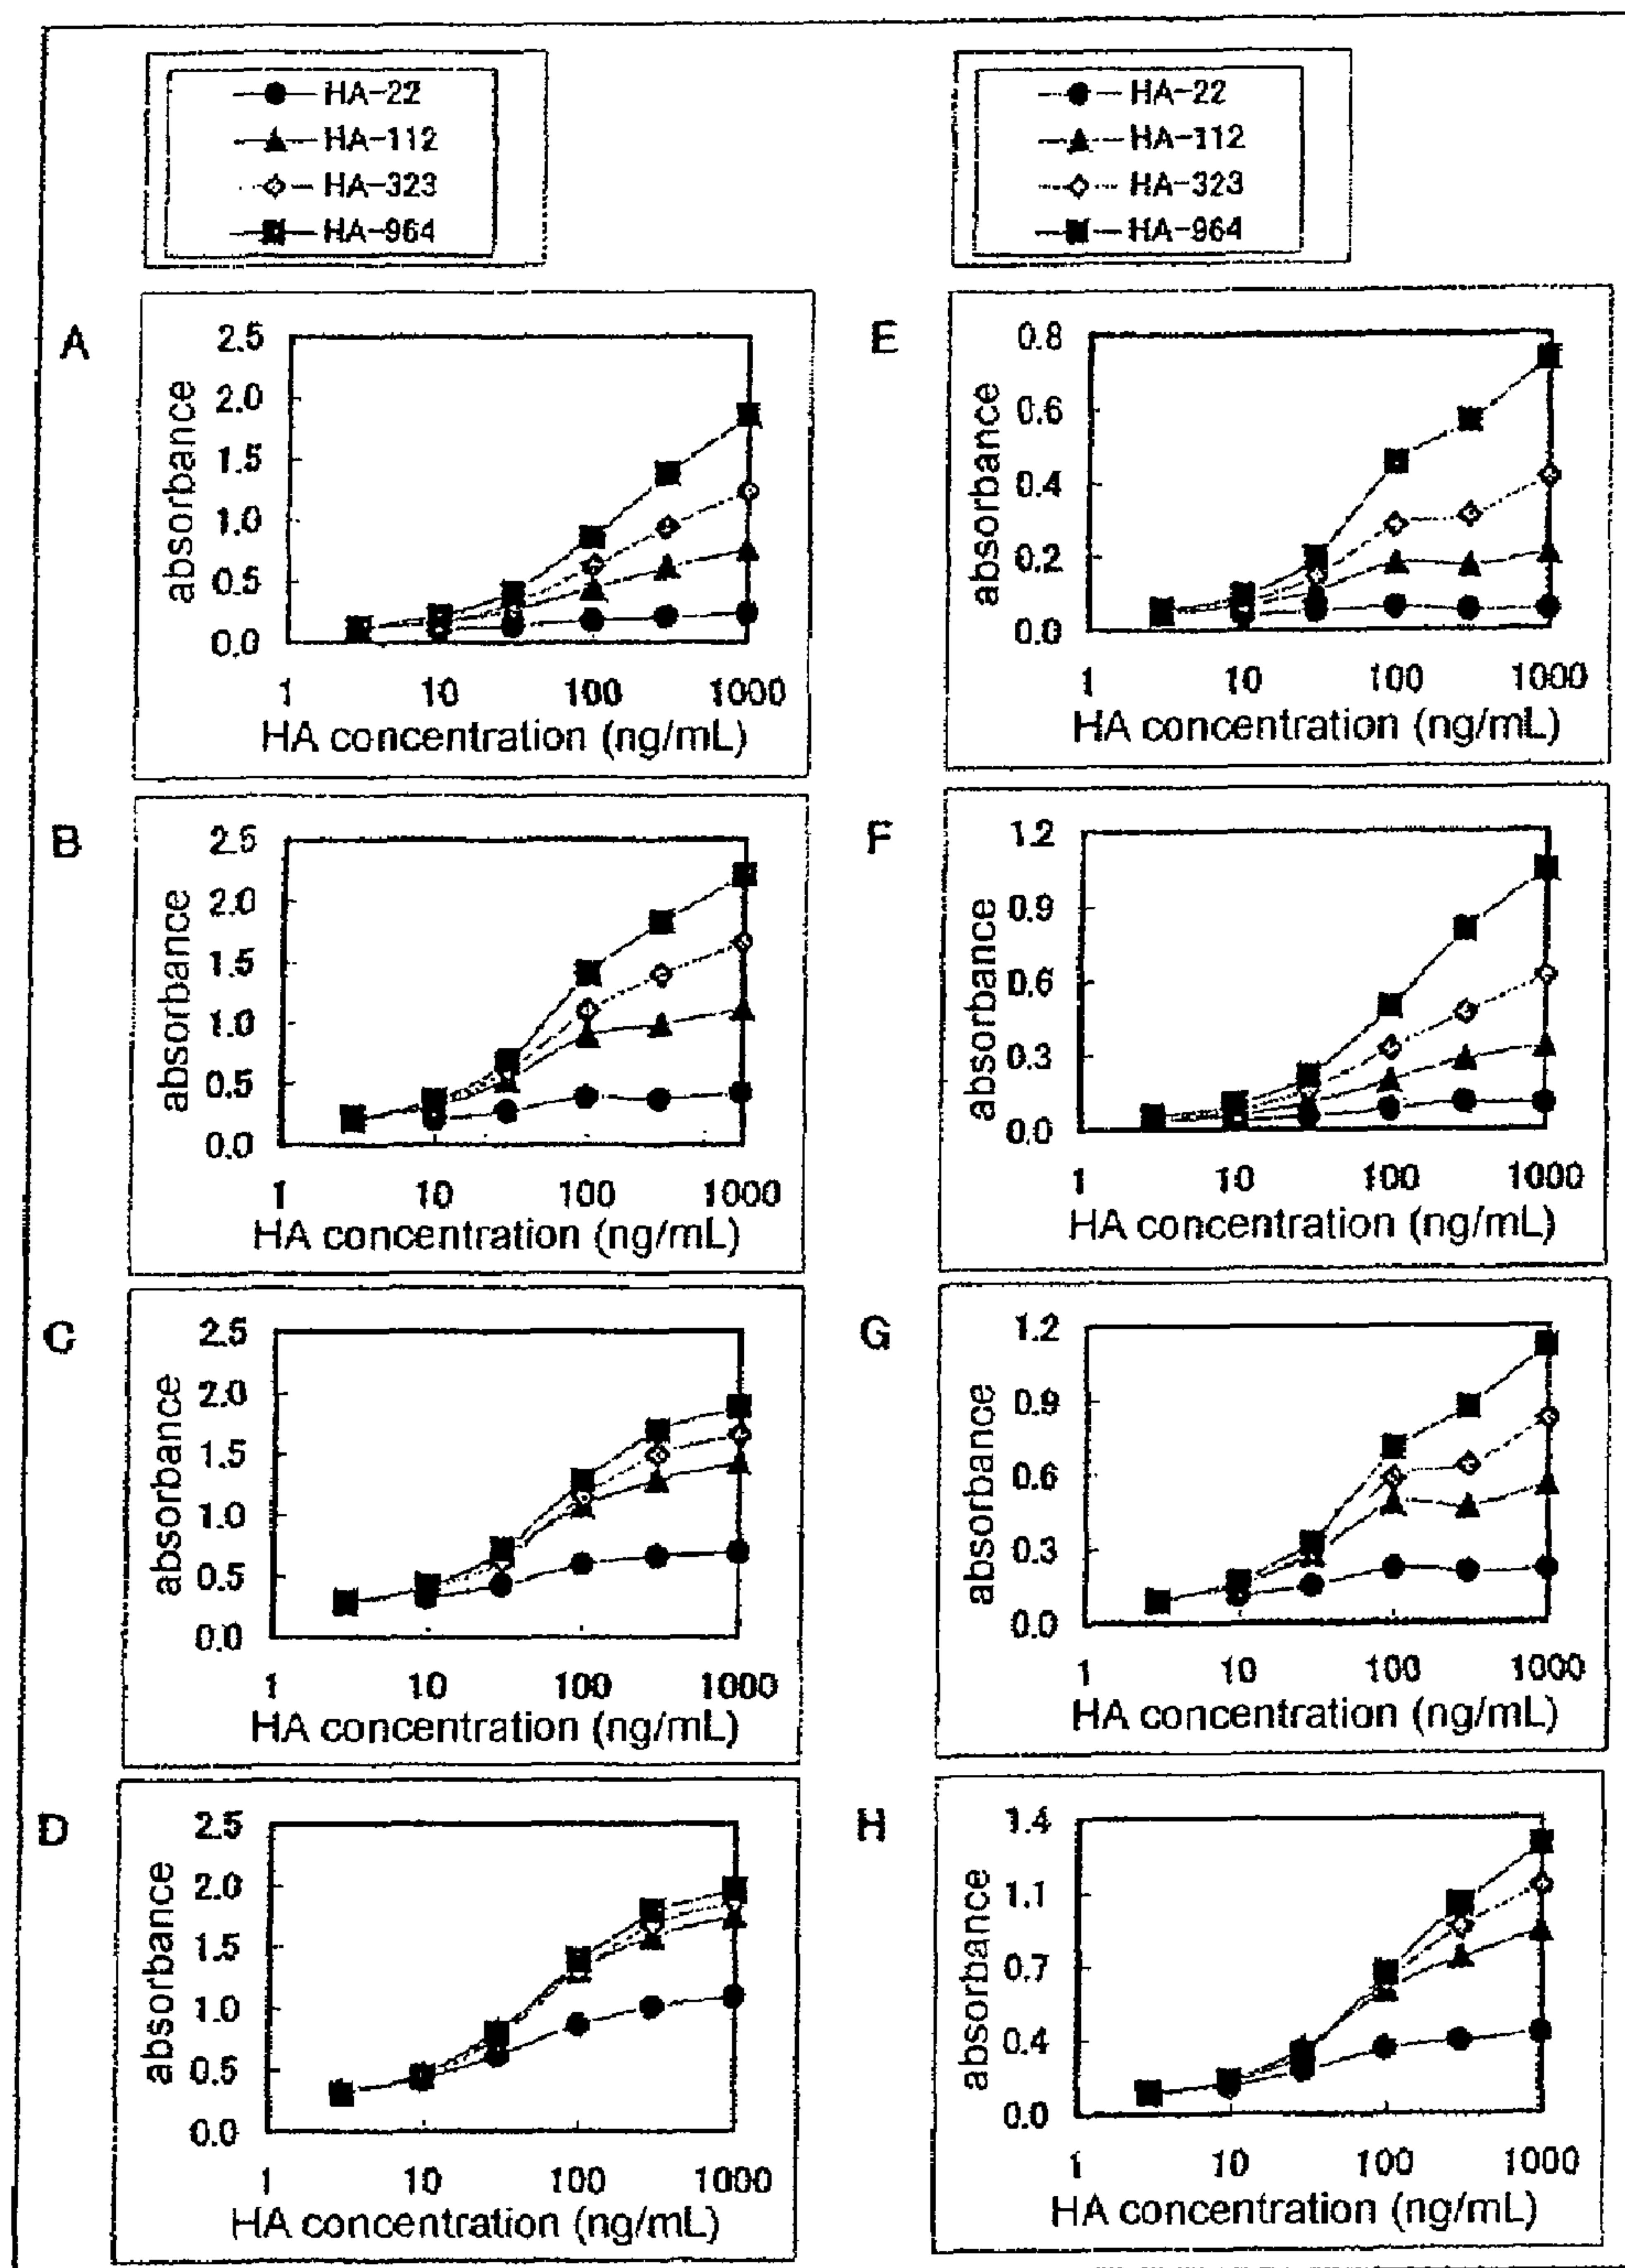 HA-22
HA-112
HA-323
HA-964
HA-22
HA-112
HA-323
HA-964
A
2.5
2.0
1.5
1.0
0.5
0.0
absorbance
1 10 100 1000
HA concentration (ng/mL)
E
0.8
0.6
0.4
0.2
0.0
absorbance
1 10 100 1000
HA concentration (ng/mL)
B
2.5
2.0
1.5
1.0
0.5
0.0
absorbance
1 10 100 1000
HA concentration (ng/mL)
F
1.2
0.9
0.6
0.3
0.0
absorbance
1 10 100 1000
HA concentration (ng/mL)
C
2.5
2.0
1.5
1.0
0.5
0.0
absorbance
1 10 100 1000
HA concentration (ng/mL)
G
1.2
0.9
0.6
0.3
0.0
absorbance
1 10 100 1000
HA concentration (ng/mL)
D
2.5
2.0
1.5
1.0
0.5
0.0
absorbance
1 10 100 1000
HA concentration (ng/mL)
H
1.4
1.1
0.7
0.4
0.0
absorbance
1 10 100 1000
HA concentration (ng/mL)